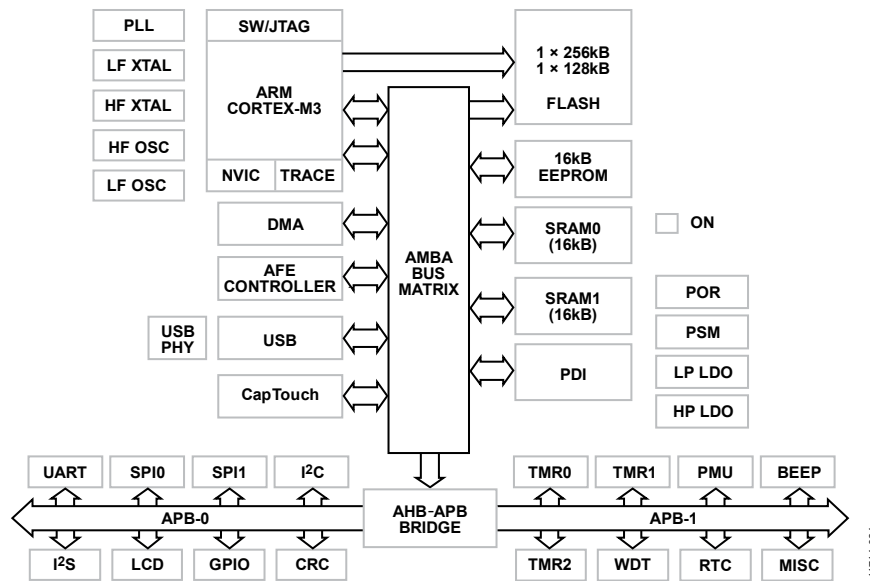 PLL
LF XTAL
HF XTAL
HF OSC
LF OSC
SW/JTAG
ARM
CORTEX-M3
NVIC
TRACE
1 × 256kB
1 × 128kB
FLASH
16kB
EEPROM
DMA
AFE
CONTROLLER
USB
PHY
USB
CapTouch
AMBA
BUS
MATRIX
SRAM0
(16kB)
SRAM1
(16kB)
PDI
ON
POR
PSM
LP LDO
HP LDO
UART
SPI0
SPI1
I²C
TMR0
TMR1
PMU
BEEP
APB-0
AHB-APB
BRIDGE
APB-1
I²S
LCD
GPIO
CRC
TMR2
WDT
RTC
MISC